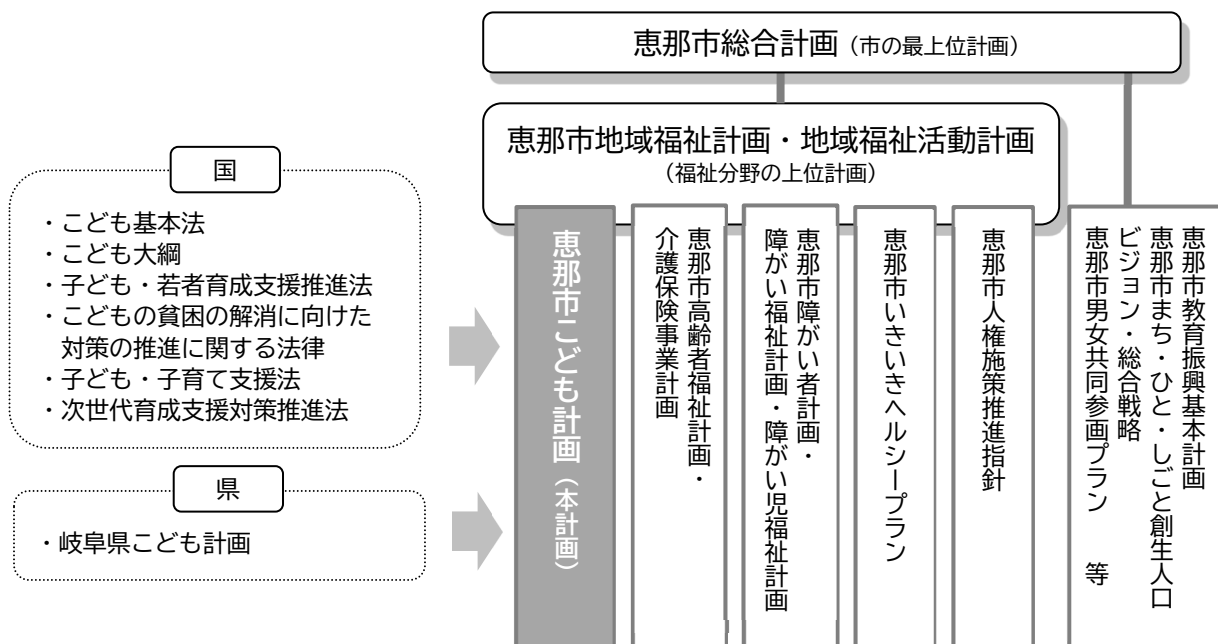 恵那市総合計画（市の最上位計画）
恵那市地域福祉計画・地域福祉活動計画
（福祉分野の上位計画）
国
・こども基本法
・こども大綱
・子ども・若者育成支援推進法
・こどもの貧困の解消に向けた
対策の推進に関する法律
・子ども・子育て支援法
・次世代育成支援対策推進法
県
・岐阜県こども計画
恵那市こども計画（本計画）
恵那市高齢者福祉計画・
介護保険事業計画
恵那市障がい者計画・
障がい福祉計画・障がい児福祉計画
恵那市いきいきヘルシープラン
恵那市人権施策推進指針
恵那市教育振興基本計画
恵那市まち・ひと・しごと創生人口
ビジョン・総合戦略
恵那市男女共同参画プラン　等